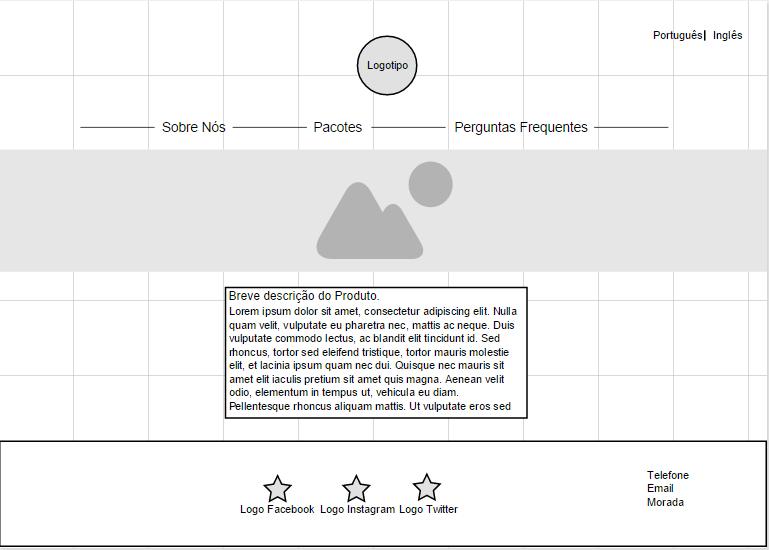 Português| Inglês
Logotipo
Sobre Nós Pacotes Perguntas Frequentes
Breve descrição do Produto.
Lorem ipsum dolor sit amet, consectetur adipiscing elit. Nulla
quam velit, vulputate eu pharetra nec, mattis ac neque. Duis
vulputate commodo lectus, ac blandit elit tincidunt id. Sed
rhoncus, tortor sed eleifend tristique, tortor mauris molestie
elit, et lacinia ipsum quam nec dui. Quisque nec mauris sit
amet elit iaculis pretium sit amet quis magna. Aenean velit
odio, elementum in tempus ut, vehicula eu diam.
Pellentesque rhoncus aliquam mattis. Ut vulputate eros sed
Logo Facebook Logo Instagram Logo Twitter
Telefone
Email
Morada